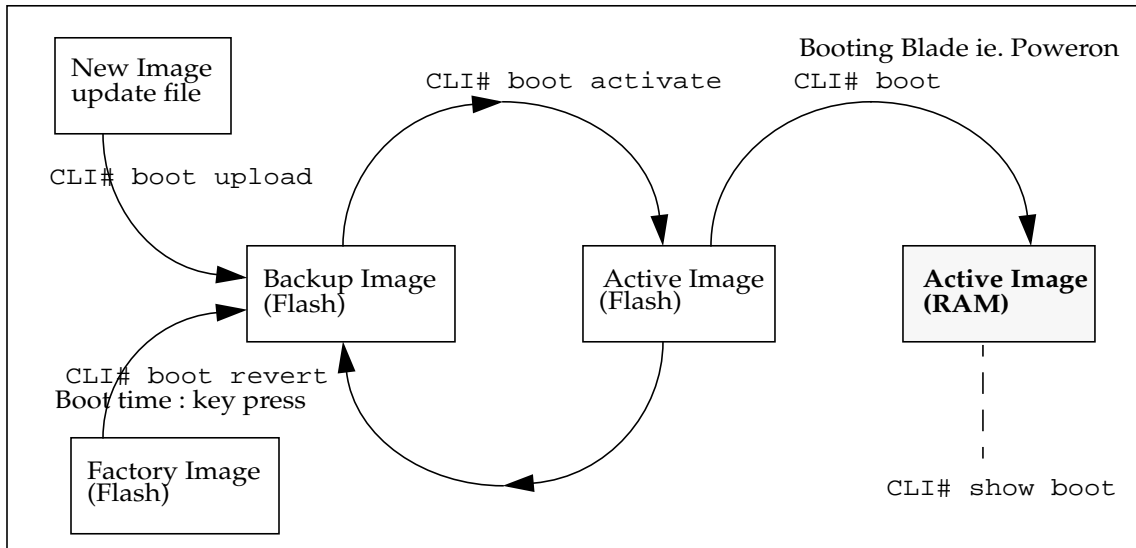 New Image
update file
CLI# boot upload
CLI# boot activate
Booting Blade ie. Poweron
CLI# boot
Backup Image
(Flash)
Active Image
(Flash)
Active Image
(RAM)
CLI# boot revert
Boot time : key press
Factory Image
(Flash)
CLI# show boot